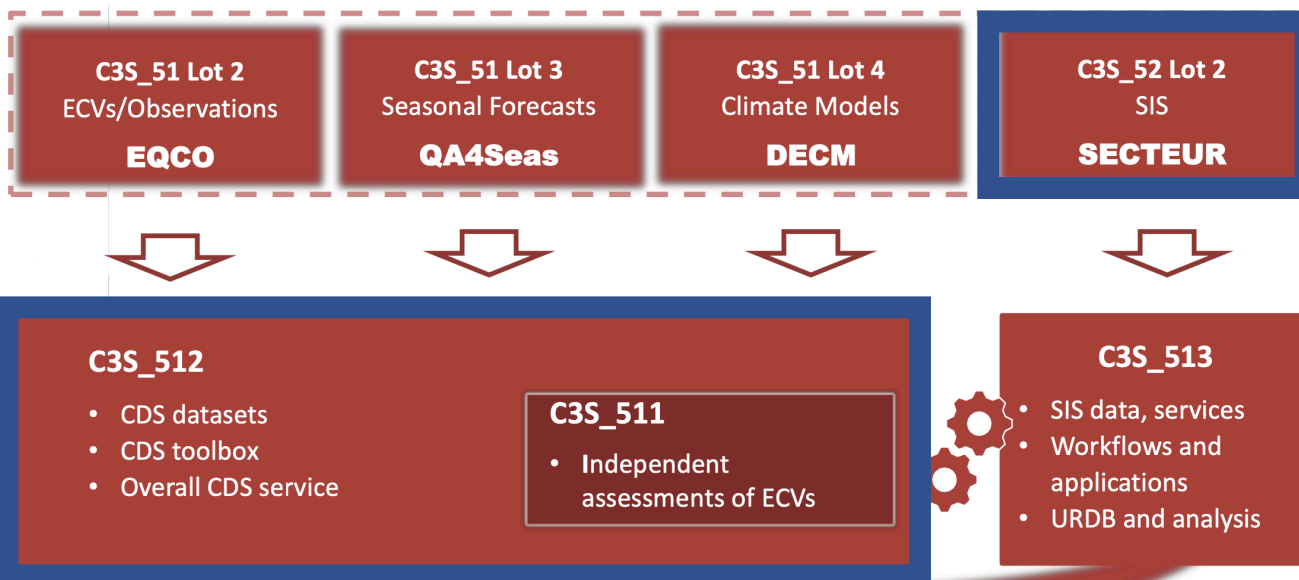 C3S_51 Lot 2
ECVs/Observations
EQCO
C3S_51 Lot 3
Seasonal Forecasts
QA4Seas
C3S_51 Lot 4
Climate Models
DECM
C3S_52 Lot 2
SIS
SECTEUR
C3S_512
• CDS datasets
• CDS toolbox
• Overall CDS service
C3S_511
• Independent
assessments of ECVs
C3S_513
• SIS data, services
• Workflows and
applications
• URDB and analysis